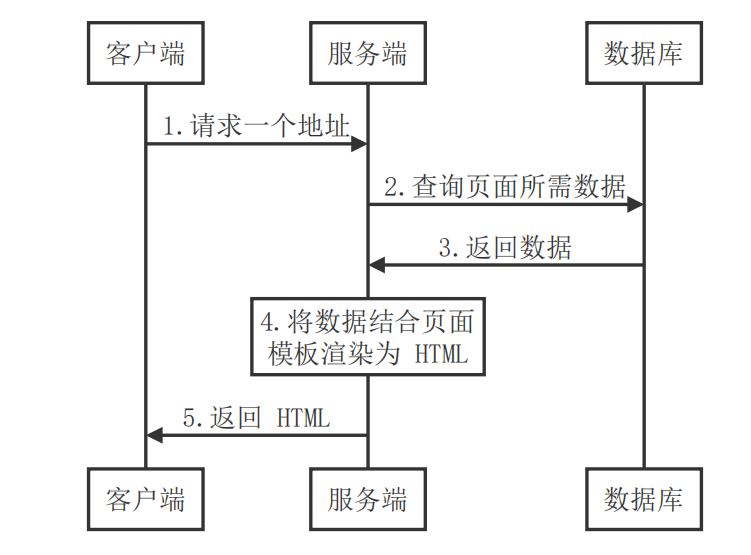 客户端
服务端
数据库
1.请求一个地址
2.查询页面所需数据
3.返回数据
4.将数据结合页面
模板渲染为 HTML
5.返回 HTML
客户端
服务端
数据库